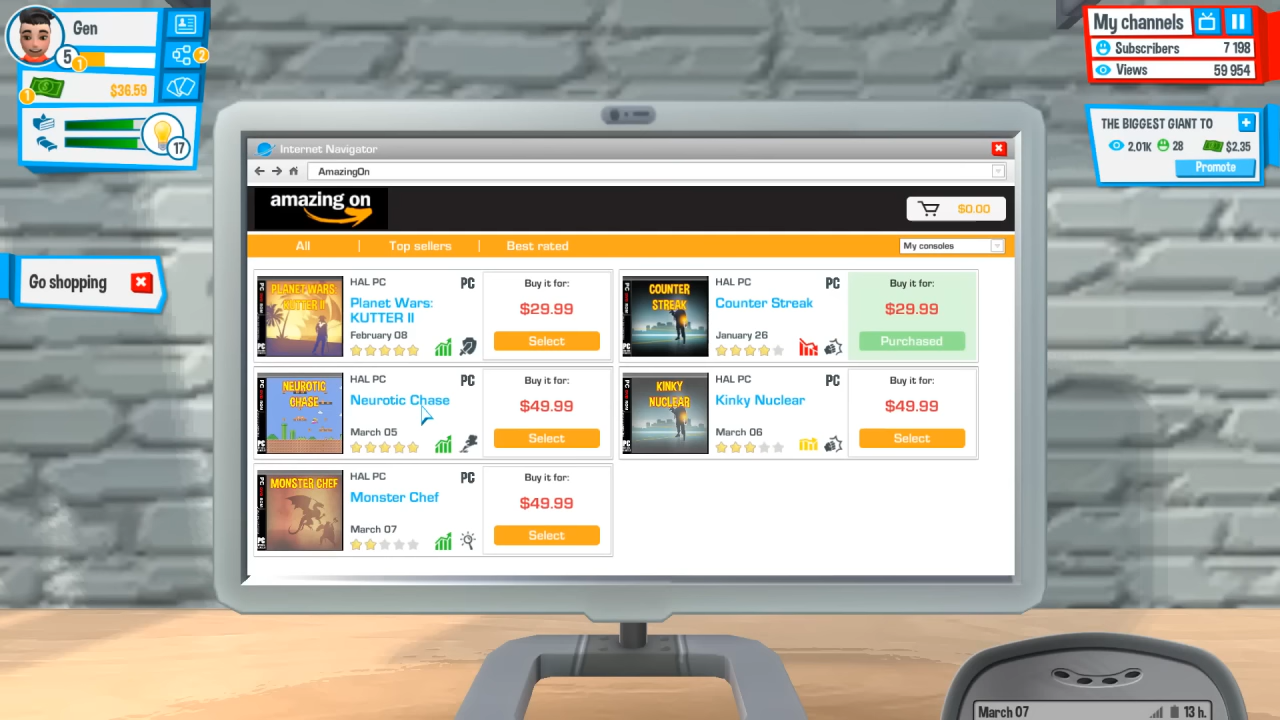 Gen
5
1
2
1
$36.59
17
My channels
Subscribers 7 198
Views 59 954
THE BIGGEST GIANT TO
2.01K 28 $2.35
Promote
Go shopping
Internet Navigator
AmazingOn
amazing on
$0.00
All | Top sellers | Best rated
My consoles
PLANET WARS: KUTTER II
HAL PC PC
Planet Wars:
KUTTER II
February 08
Buy it for:
$29.99
Select
COUNTER
STREAK
HAL PC PC
Counter Streak
January 26
Buy it for:
$29.99
Purchased
NEUROTIC
CHASE
HAL PC PC
Neurotic Chase
March 05
Buy it for:
$49.99
Select
KINKY
NUCLEAR
HAL PC PC
Kinky Nuclear
March 06
Buy it for:
$49.99
Select
MONSTER CHEF
HAL PC PC
Monster Chef
March 07
Buy it for:
$49.99
Select
March 07 13 h.